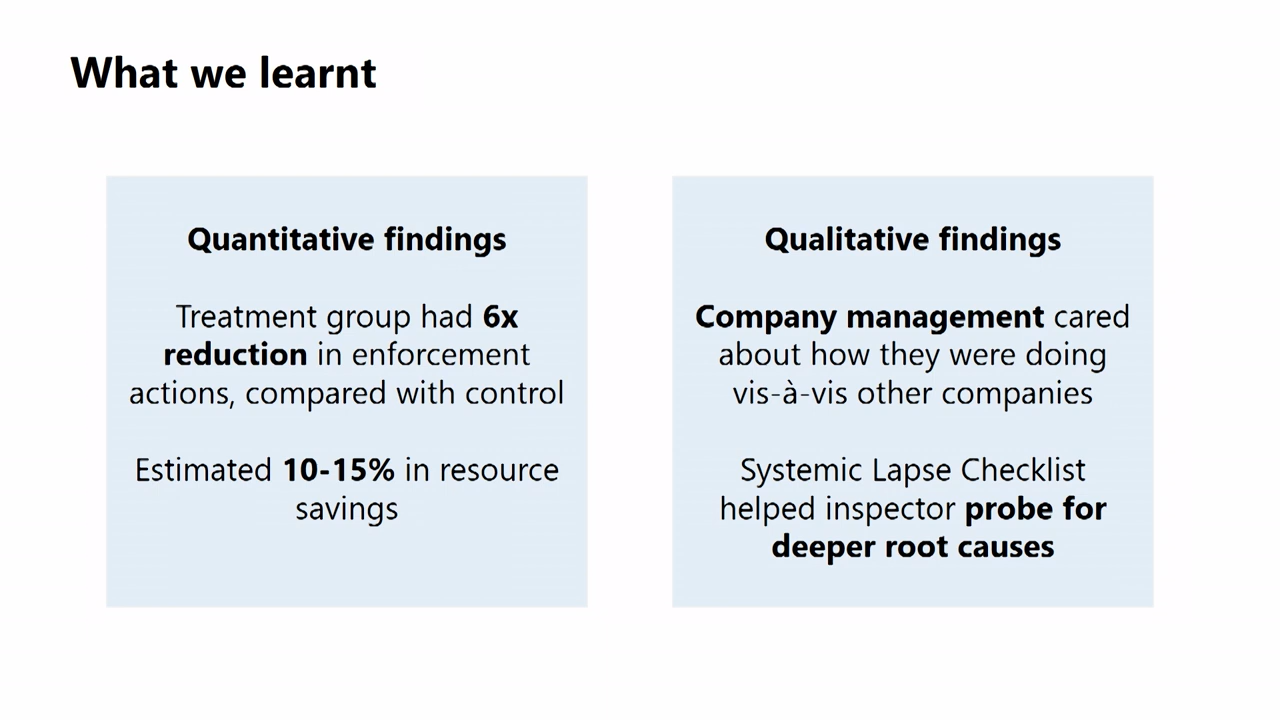 What we learnt
Quantitative findings
Treatment group had 6x
reduction in enforcement
actions, compared with control
Estimated 10-15% in resource
savings
Qualitative findings
Company management cared
about how they were doing
vis-à-vis other companies
Systemic Lapse Checklist
helped inspector probe for
deeper root causes